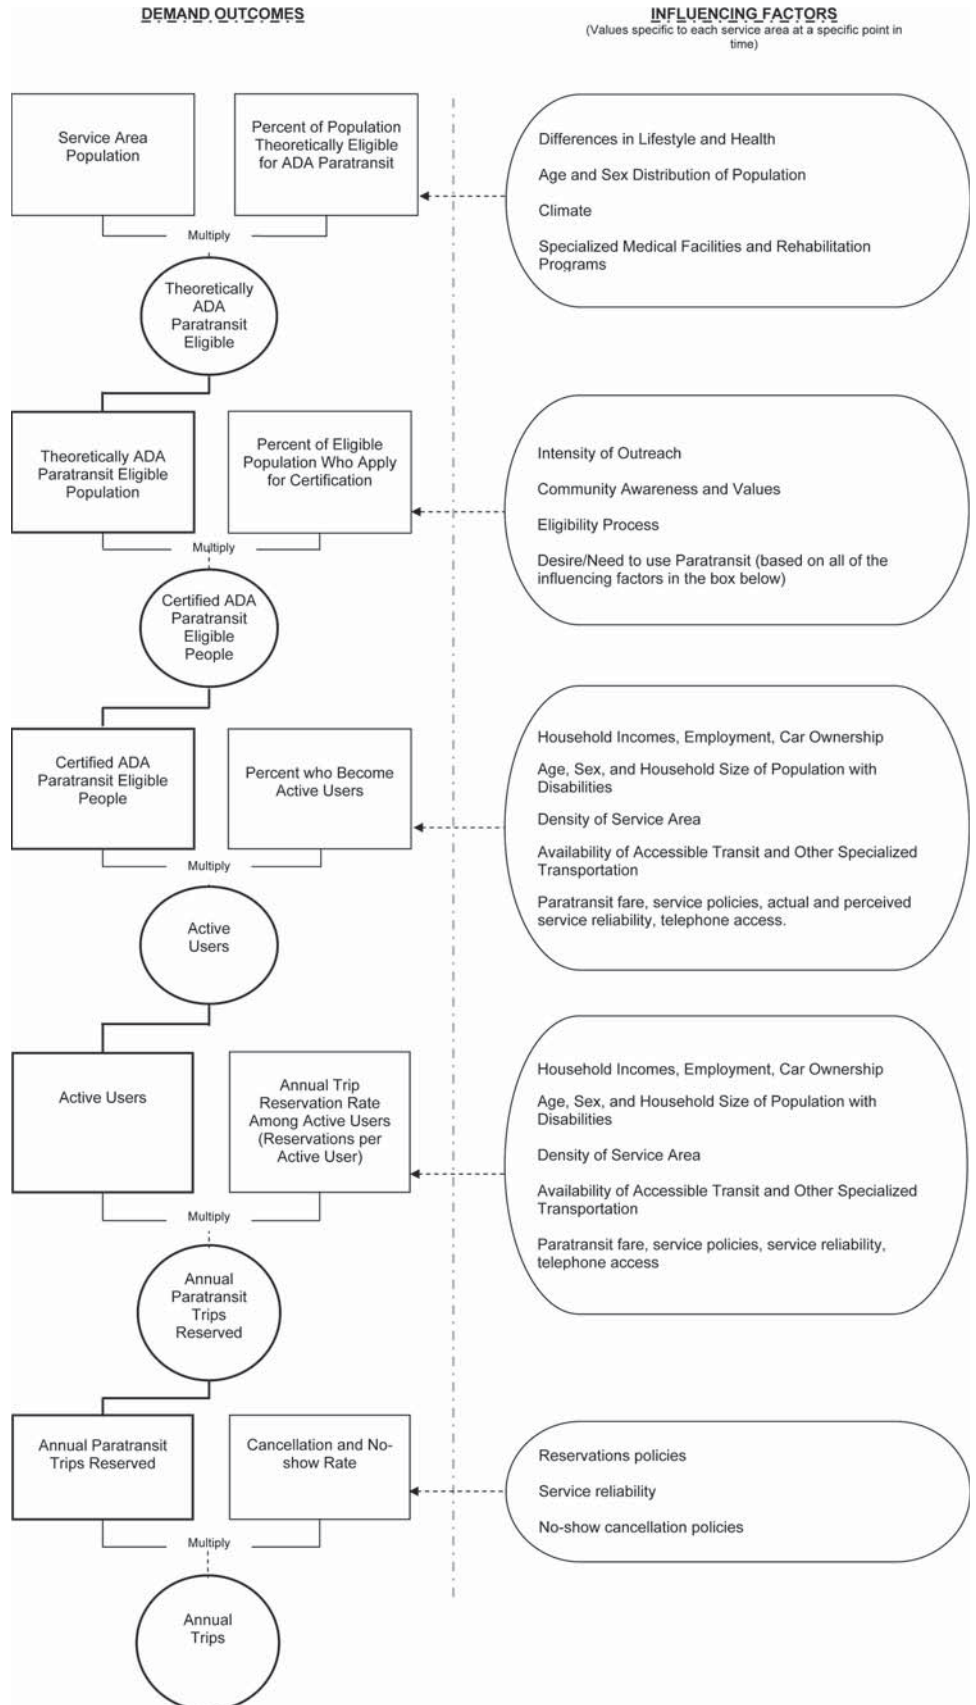 DEMAND OUTCOMES
INFLUENCING FACTORS
(Values specific to each service area at a specific point in
time)
Service Area
Population
Percent of Population
Theoretically Eligible
for ADA Paratransit
Differences in Lifestyle and Health
Age and Sex Distribution of Population
Climate
Specialized Medical Facilities and Rehabilitation
Programs
Multiply
Theoretically
ADA
Paratransit
Eligible
Theoretically ADA
Paratransit Eligible
Population
Percent of Eligible
Population Who Apply
for Certification
Intensity of Outreach
Community Awareness and Values
Eligibility Process
Desire/Need to use Paratransit (based on all of the
influencing factors in the box below)
Multiply
Certified ADA
Paratransit
Eligible
People
Certified ADA
Paratransit Eligible
People
Percent who Become
Active Users
Household Incomes, Employment, Car Ownership
Age, Sex, and Household Size of Population with
Disabilities
Density of Service Area
Availability of Accessible Transit and Other Specialized
Transportation
Paratransit fare, service policies, actual and perceived
service reliability, telephone access.
Multiply
Active
Users
Active Users
Annual Trip
Reservation Rate
Among Active Users
(Reservations per
Active User)
Household Incomes, Employment, Car Ownership
Age, Sex, and Household Size of Population with
Disabilities
Density of Service Area
Availability of Accessible Transit and Other Specialized
Transportation
Paratransit fare, service policies, service reliability,
telephone access
Multiply
Annual
Paratransit
Trips
Reserved
Annual Paratransit
Trips Reserved
Cancellation and No-
show Rate
Reservations policies
Service reliability
No-show cancellation policies
Multiply
Annual
Trips